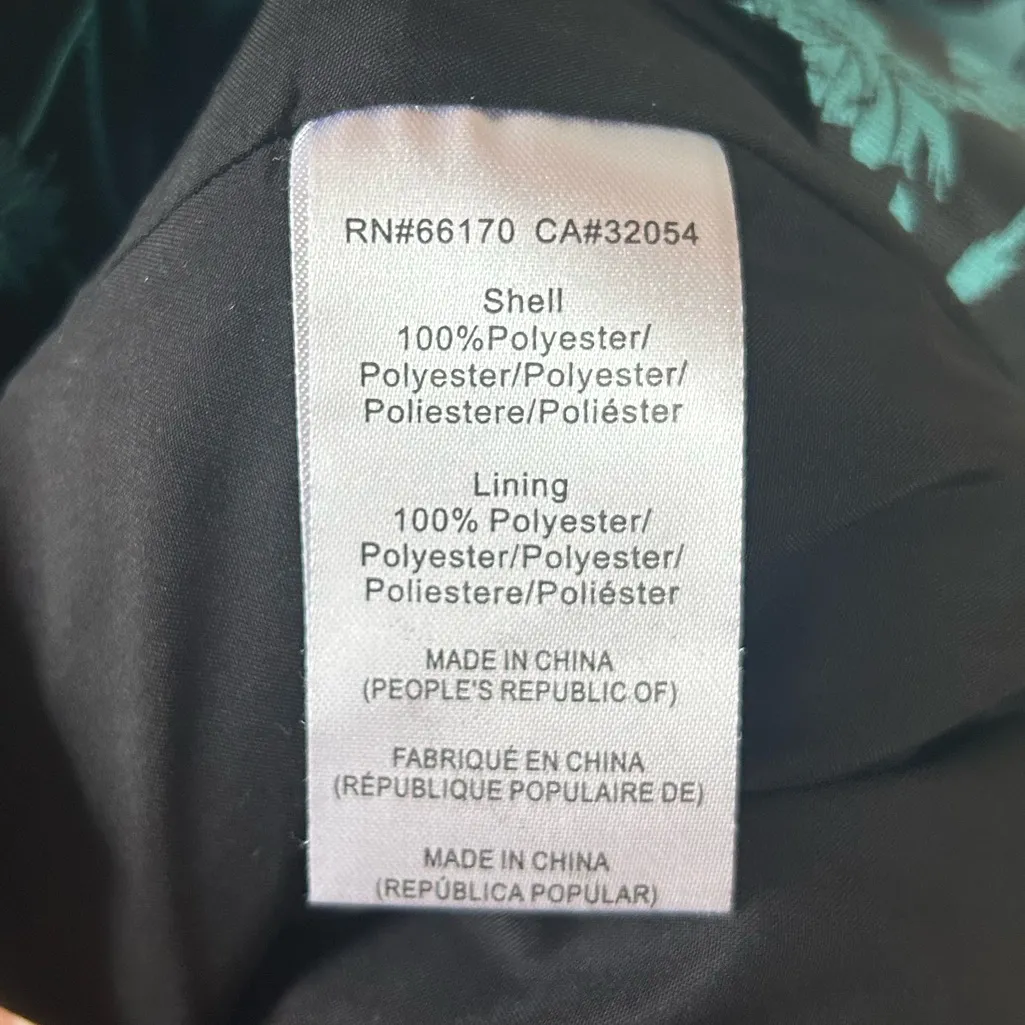 RN#66170 CA#32054
Shell
100%Polyester/
Polyester/Polyester/
Poliestere/Poliéster
Lining
100% Polyester/
Polyester/Polyester/
Poliestere/Poliéster
MADE IN CHINA
(PEOPLE'S REPUBLIC OF)
FABRIQUÉ EN CHINA
(RÉPUBLIQUE POPULAIRE DE)
MADE IN CHINA
(REPÚBLICA POPULAR)